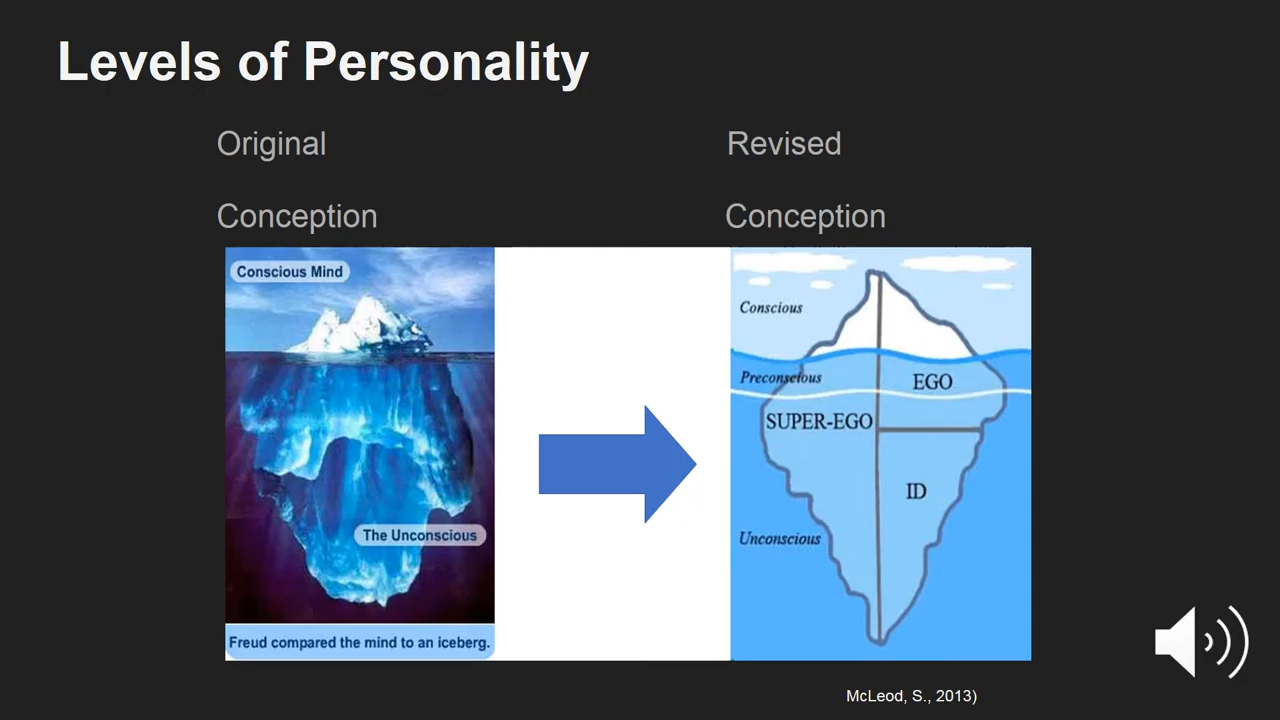 Levels of Personality
Original
Conception
Revised
Conception
Conscious Mind
The Unconscious
Freud compared the mind to an iceberg.
Conscious
Preconscious
EGO
SUPER-EGO
ID
Unconscious
McLeod, S., 2013)